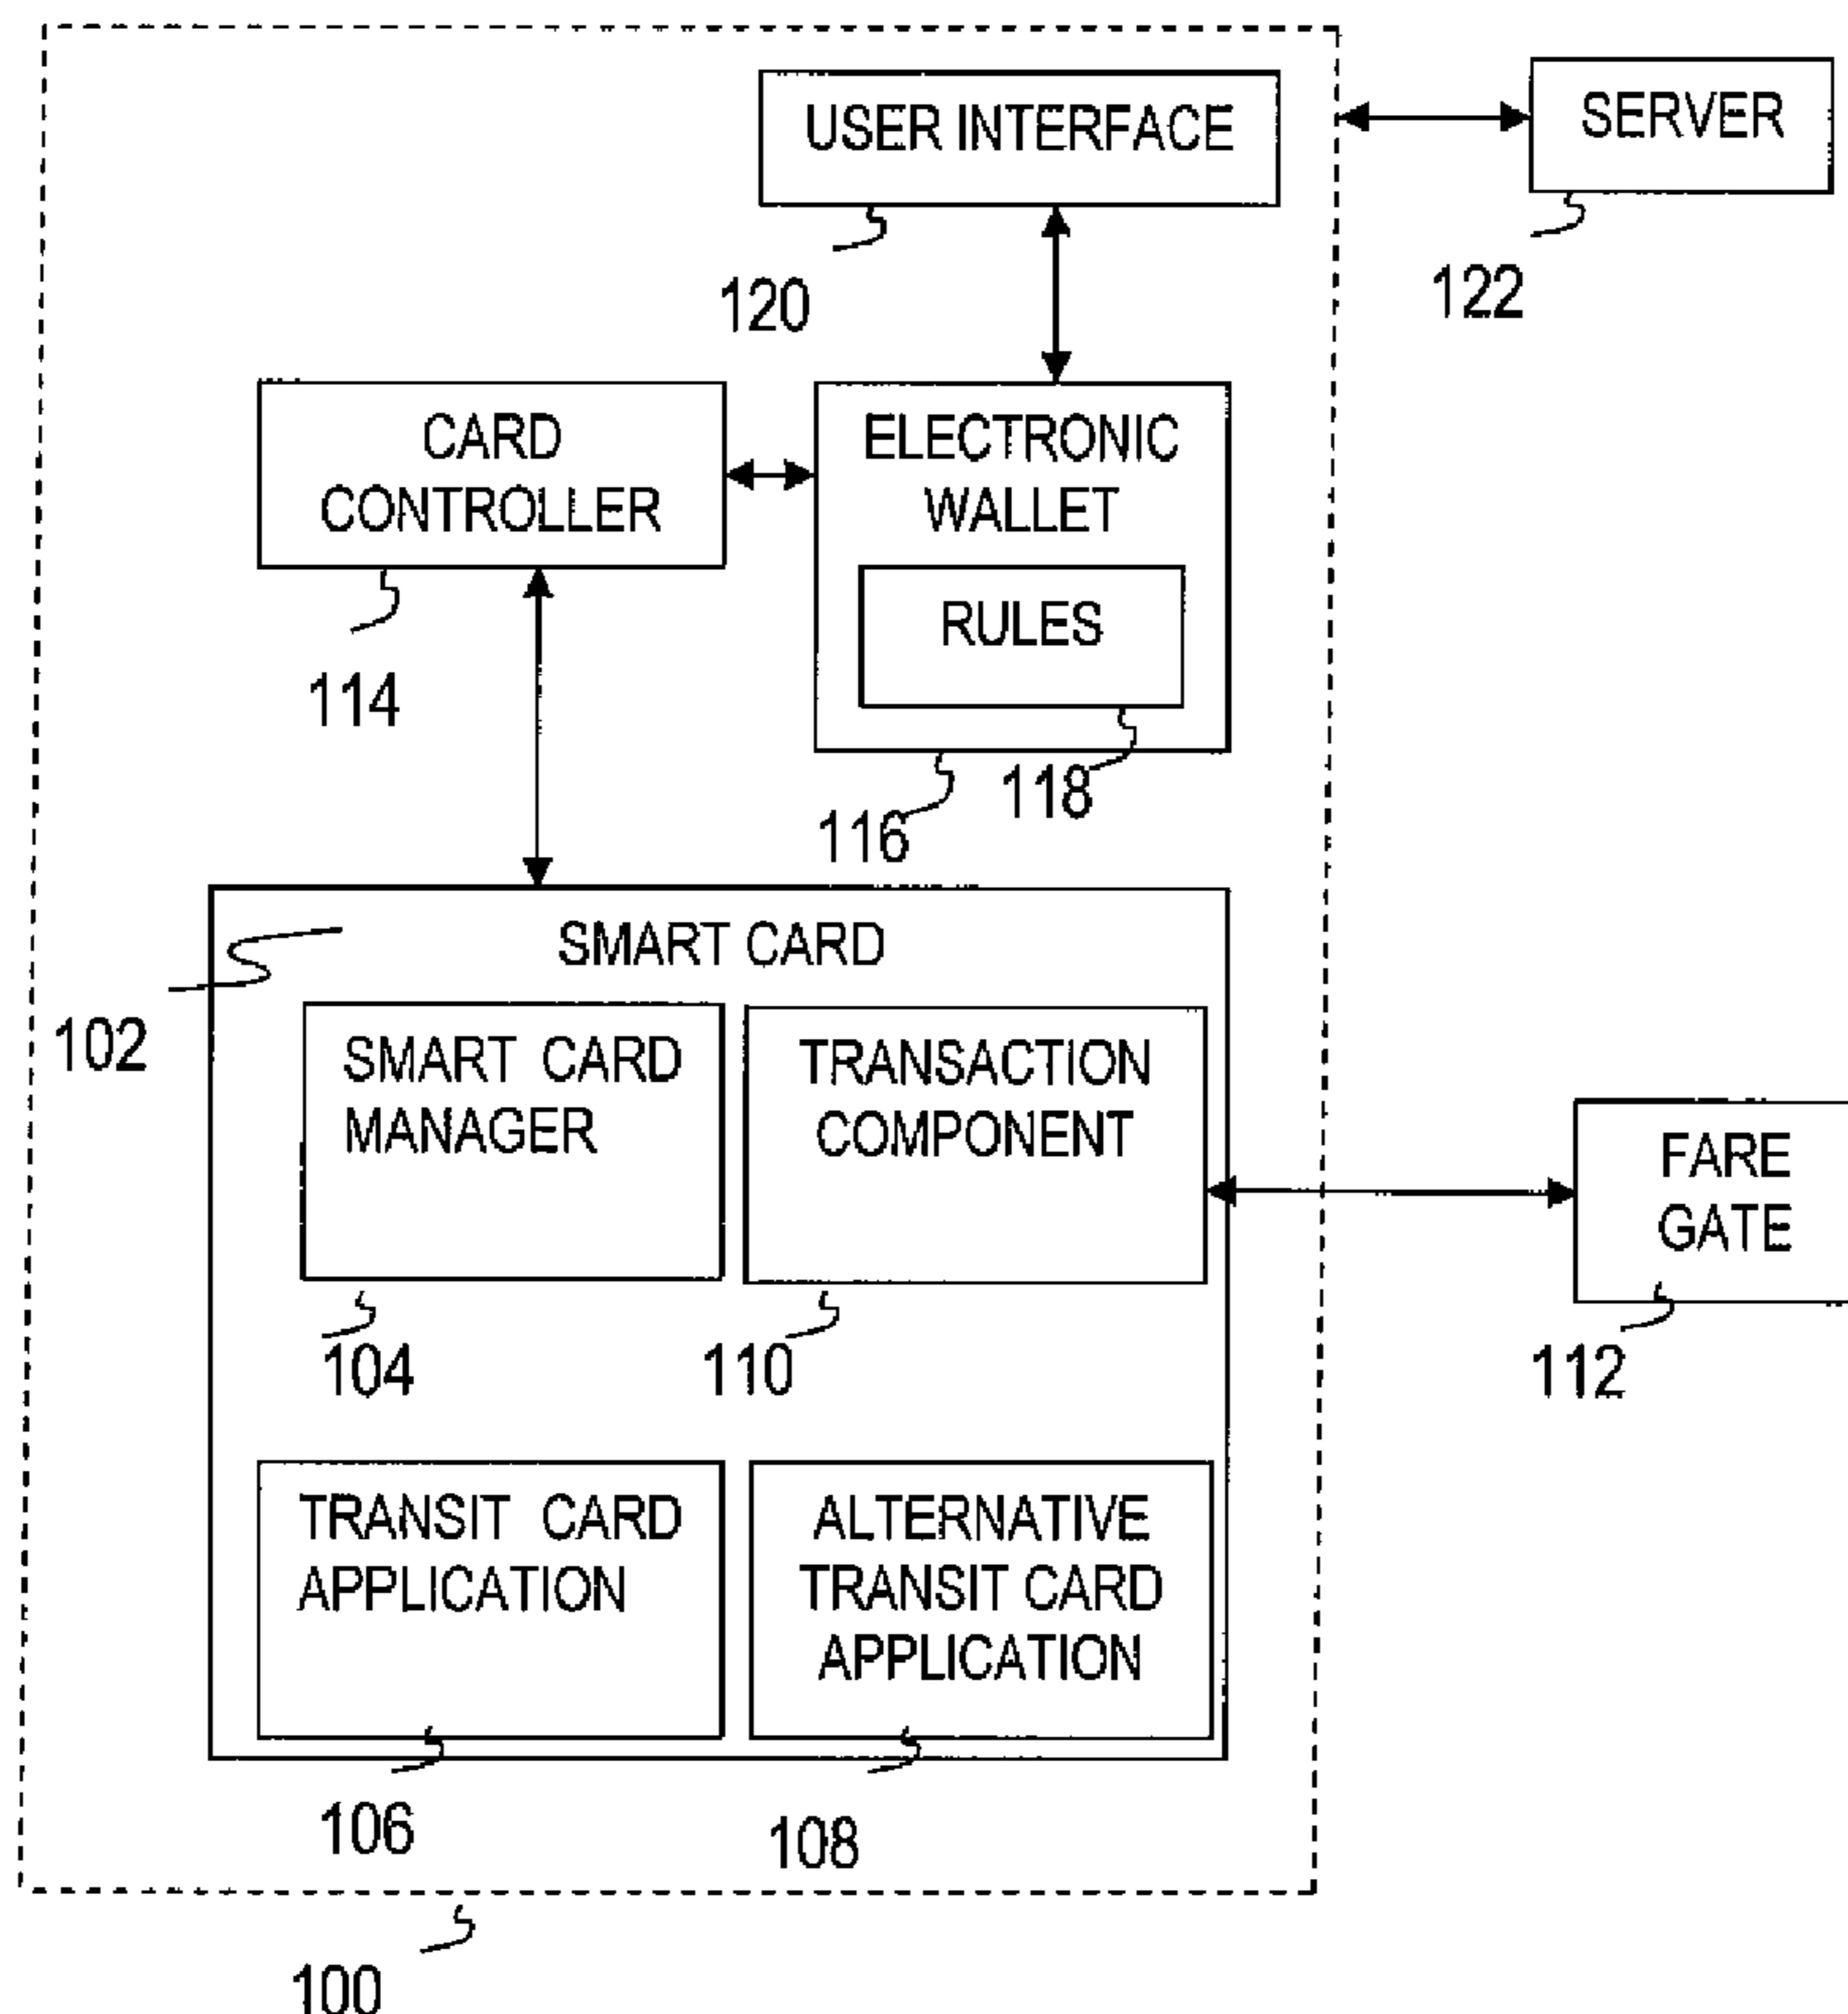 USER INTERFACE
SERVER
120
122
CARD
CONTROLLER
ELECTRONIC
WALLET
RULES
114
118
116
SMART CARD
102
SMART CARD
MANAGER
TRANSACTION
COMPONENT
FARE
GATE
104
110
112
TRANSIT CARD
APPLICATION
ALTERNATIVE
TRANSIT CARD
APPLICATION
106
108
100